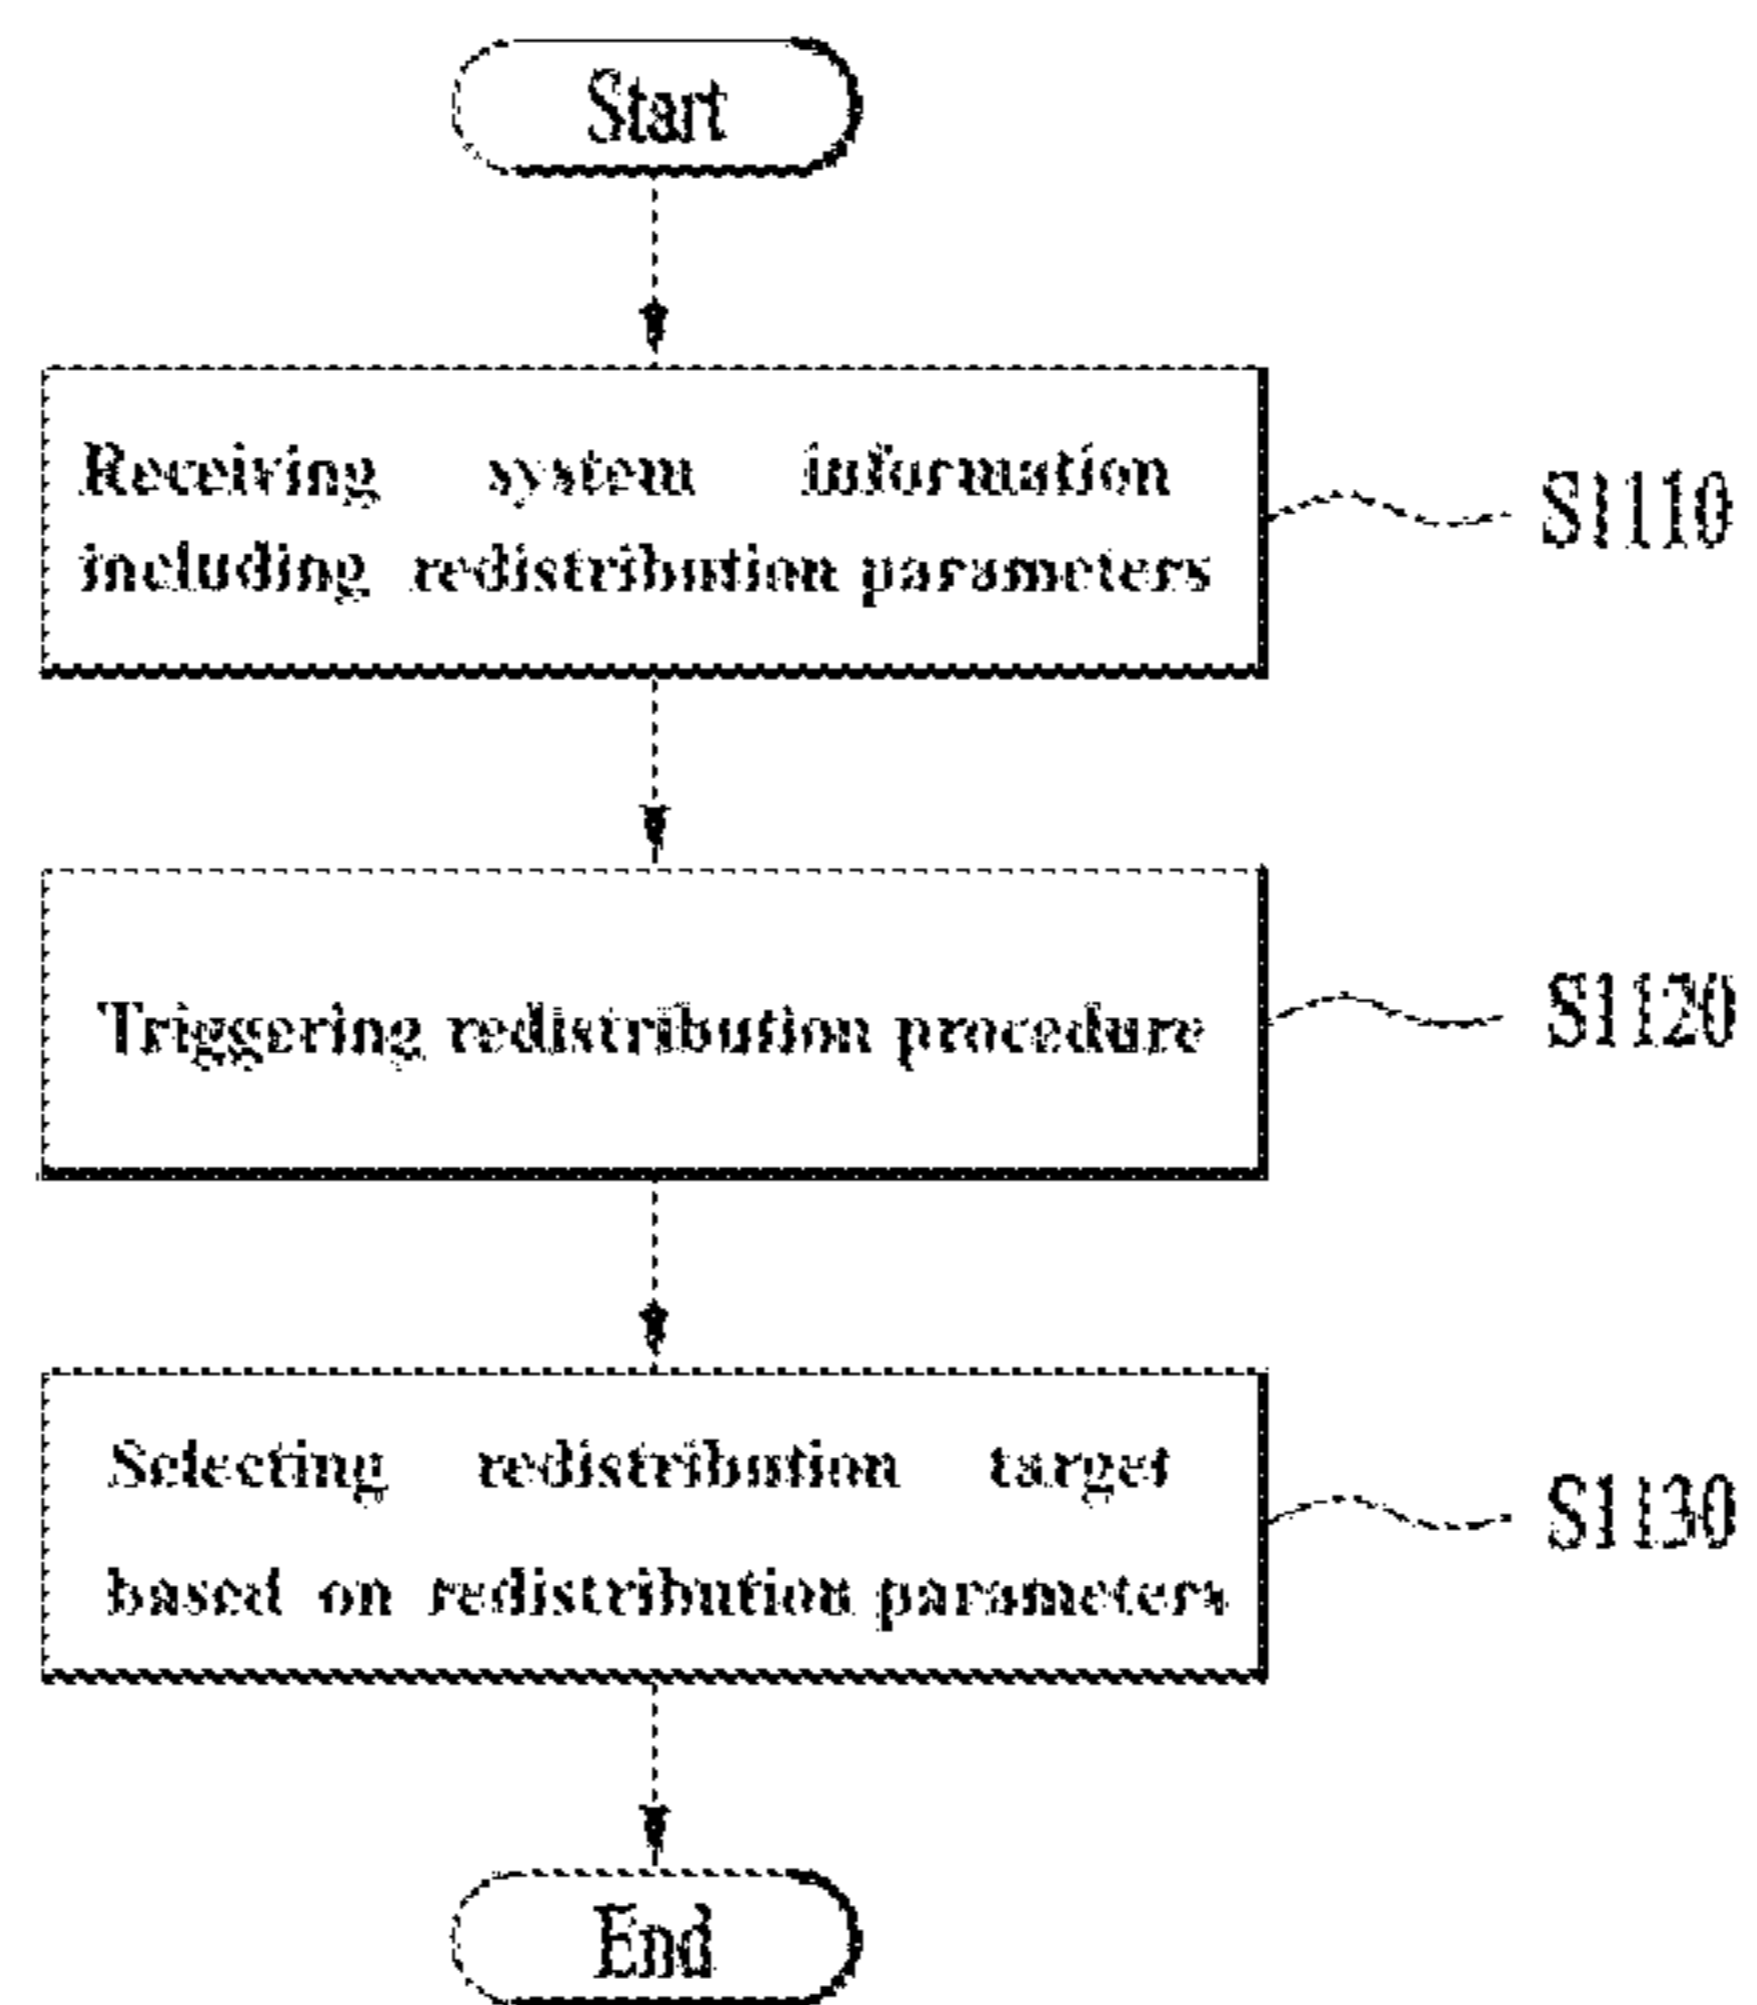 Start
Receiving system information
including redistribution parameters
S1110
Triggering redistribution procedure
S1120
Selecting redistribution target
based on redistribution parameters
S1130
End